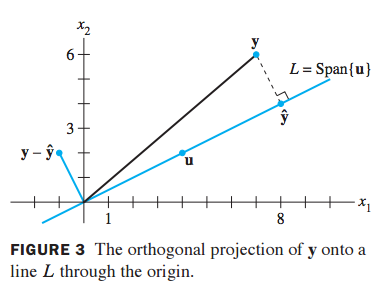 x₂
6
y
L = Span{u}
ŷ
3
y – ŷ
u
x₁
1
8
FIGURE 3 The orthogonal projection of y onto a
line L through the origin.